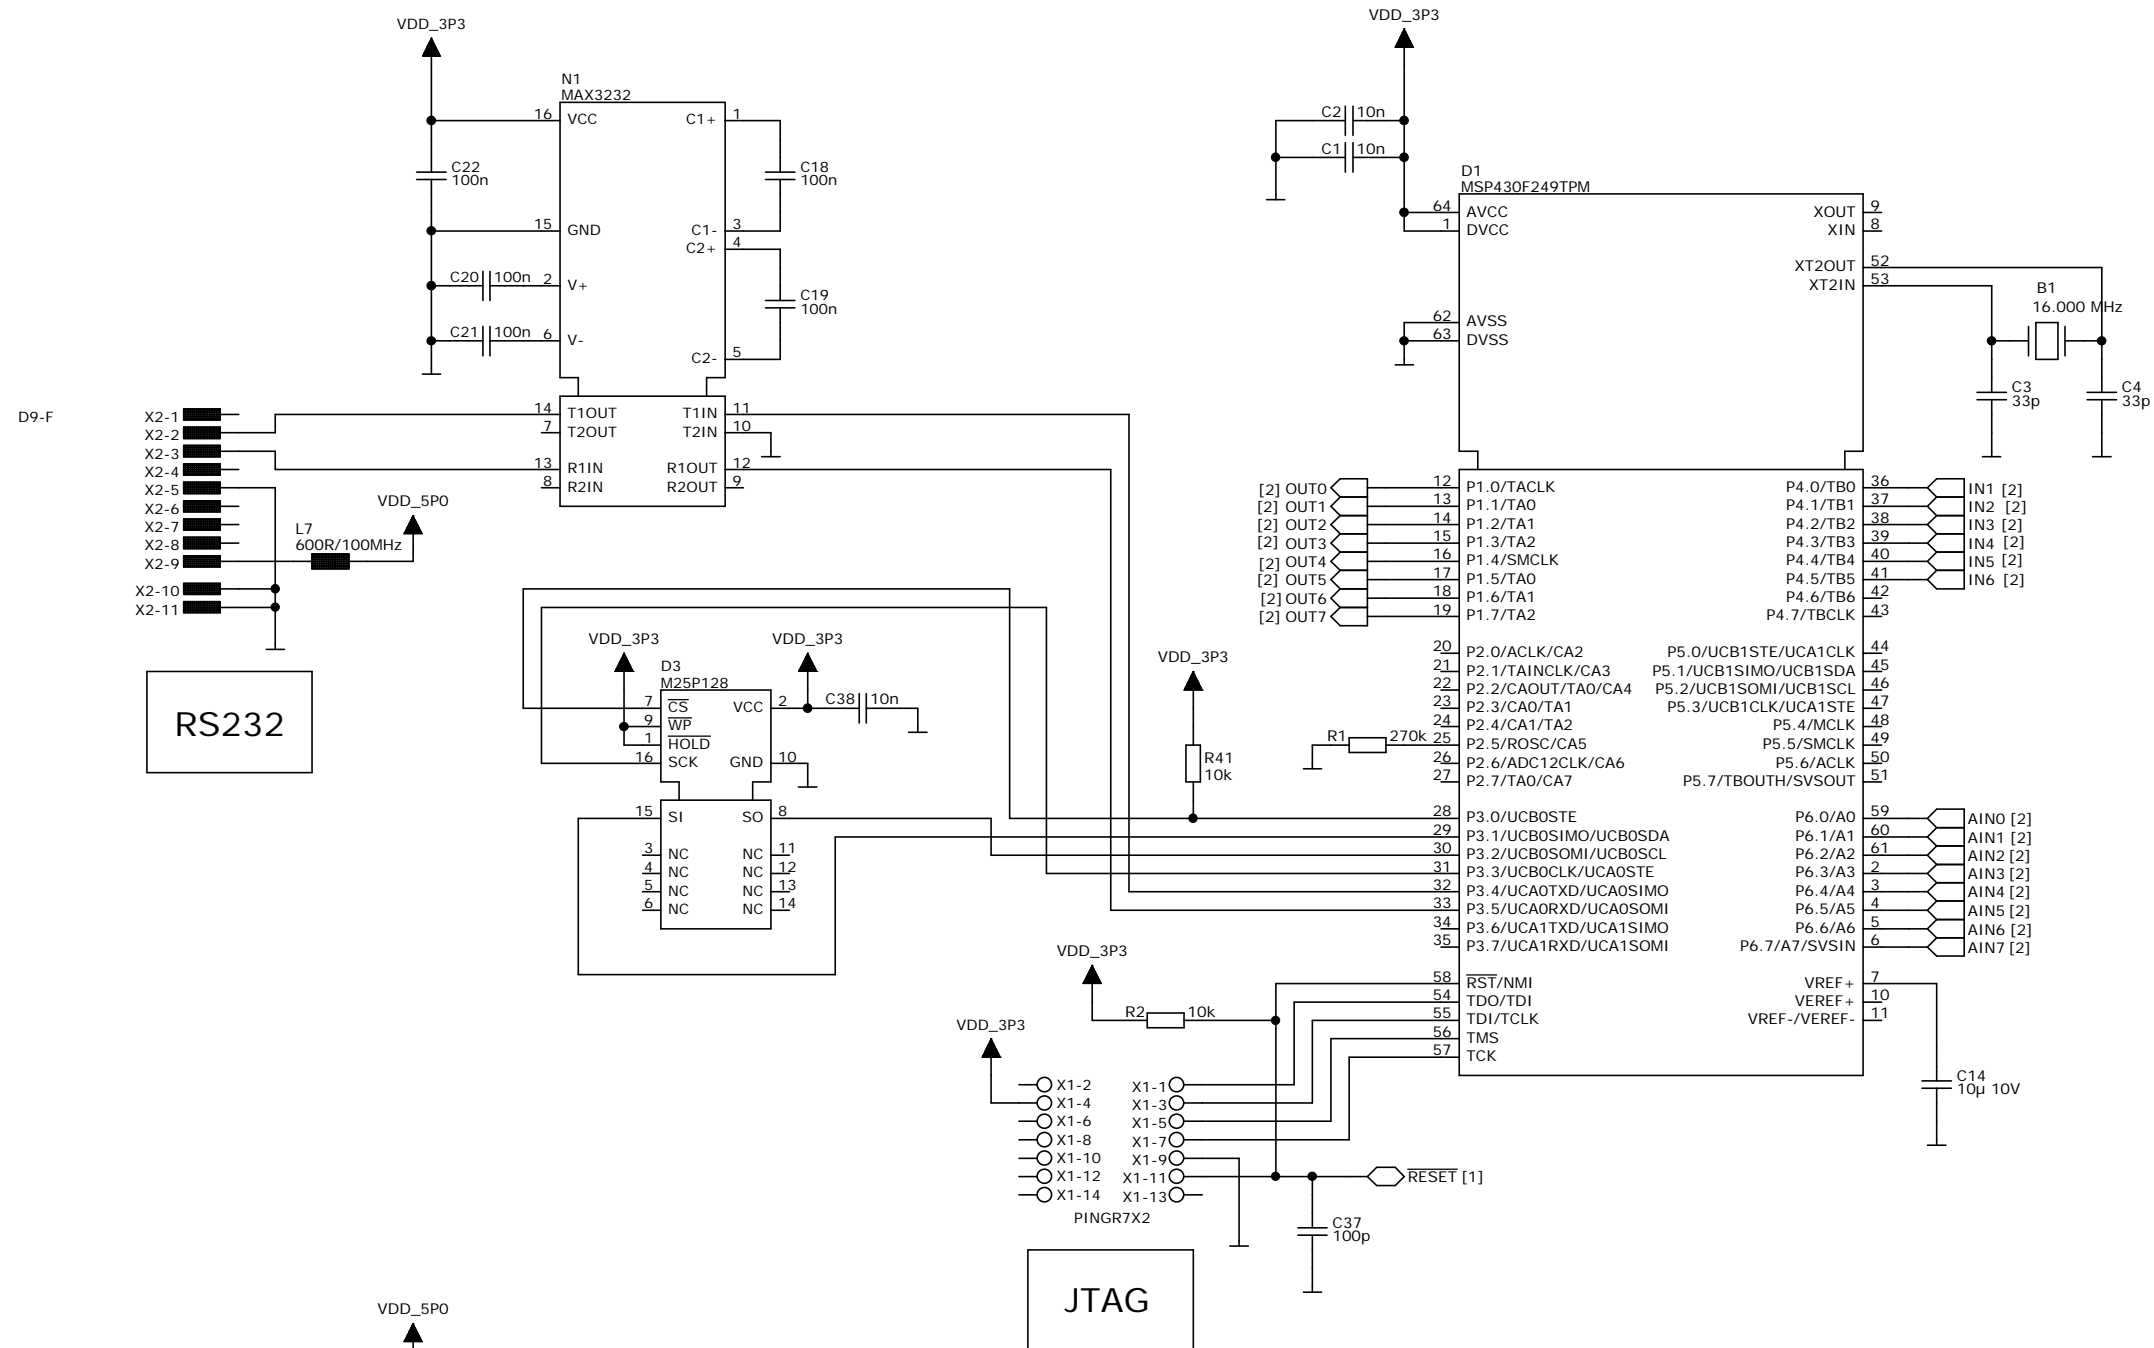 VDD_3P3
N1
MAX3232
16 VCC C1+ 1
C22
100n
C18
100n
15 GND C1- 3
C2+ 4
C20 100n 2 V+
C19
100n
C21 100n 6 V-
C2- 5
D9-F
X2-1
X2-2
X2-3
X2-4
X2-5
X2-6
X2-7
X2-8
X2-9
X2-10
X2-11
14 T1OUT T1IN 11
7 T2OUT T2IN 10
13 R1IN R1OUT 12
8 R2IN R2OUT 9
VDD_5P0
L7
600R/100MHz
RS232
VDD_3P3
VDD_3P3
D3
M25P128
7 CS VCC 2
C38 10n
9 WP
1 HOLD
16 SCK GND 10
15 SI SO 8
3 NC NC 11
4 NC NC 12
5 NC NC 13
6 NC NC 14
VDD_3P3
R41
10k
VDD_3P3
C2 10n
C1 10n
D1
MSP430F249TPM
64 AVCC XOUT 9
1 DVCC XIN 8
XT2OUT 52
XT2IN 53
B1
16.000 MHz
62 AVSS
63 DVSS
C3
33p
C4
33p
[2] OUT0 12 P1.0/TACLK P4.0/TB0 36 IN1 [2]
[2] OUT1 13 P1.1/TA0 P4.1/TB1 37 IN2 [2]
[2] OUT2 14 P1.2/TA1 P4.2/TB2 38 IN3 [2]
[2] OUT3 15 P1.3/TA2 P4.3/TB3 39 IN4 [2]
[2] OUT4 16 P1.4/SMCLK P4.4/TB4 40 IN5 [2]
[2] OUT5 17 P1.5/TA0 P4.5/TB5 41 IN6 [2]
[2] OUT6 18 P1.6/TA1 P4.6/TB6 42
[2] OUT7 19 P1.7/TA2 P4.7/TBCLK 43
20 P2.0/ACLK/CA2 P5.0/UCB1STE/UCA1CLK 44
21 P2.1/TAINCLK/CA3 P5.1/UCB1SIMO/UCB1SDA 45
22 P2.2/CAOUT/TA0/CA4 P5.2/UCB1SOMI/UCB1SCL 46
23 P2.3/CA0/TA1 P5.3/UCB1CLK/UCA1STE 47
24 P2.4/CA1/TA2 P5.4/MCLK 48
R1 270k 25 P2.5/ROSC/CA5 P5.5/SMCLK 49
26 P2.6/ADC12CLK/CA6 P5.6/ACLK 50
27 P2.7/TA0/CA7 P5.7/TBOUTH/SVSOUT 51
28 P3.0/UCB0STE P6.0/A0 59 AIN0 [2]
29 P3.1/UCB0SIMO/UCB0SDA P6.1/A1 60 AIN1 [2]
30 P3.2/UCB0SOMI/UCB0SCL P6.2/A2 61 AIN2 [2]
31 P3.3/UCB0CLK/UCA0STE P6.3/A3 2 AIN3 [2]
32 P3.4/UCA0TXD/UCA0SIMO P6.4/A4 3 AIN4 [2]
33 P3.5/UCA0RXD/UCA0SOMI P6.5/A5 4 AIN5 [2]
34 P3.6/UCA1TXD/UCA1SIMO P6.6/A6 5 AIN6 [2]
35 P3.7/UCA1RXD/UCA1SOMI P6.7/A7/SVSIN 6 AIN7 [2]
58 RST/NMI VREF+ 7
54 TDO/TDI VEREF+ 10
55 TDI/TCLK VREF-/VEREF- 11
56 TMS
57 TCK
VDD_3P3
R2 10k
VDD_3P3
C14
10µ 10V
X1-2 X1-1
X1-4 X1-3
X1-6 X1-5
X1-8 X1-7
X1-10 X1-9
X1-12 X1-11
X1-14 X1-13
PINGR7X2
RESET [1]
C37
100p
JTAG
VDD_5P0